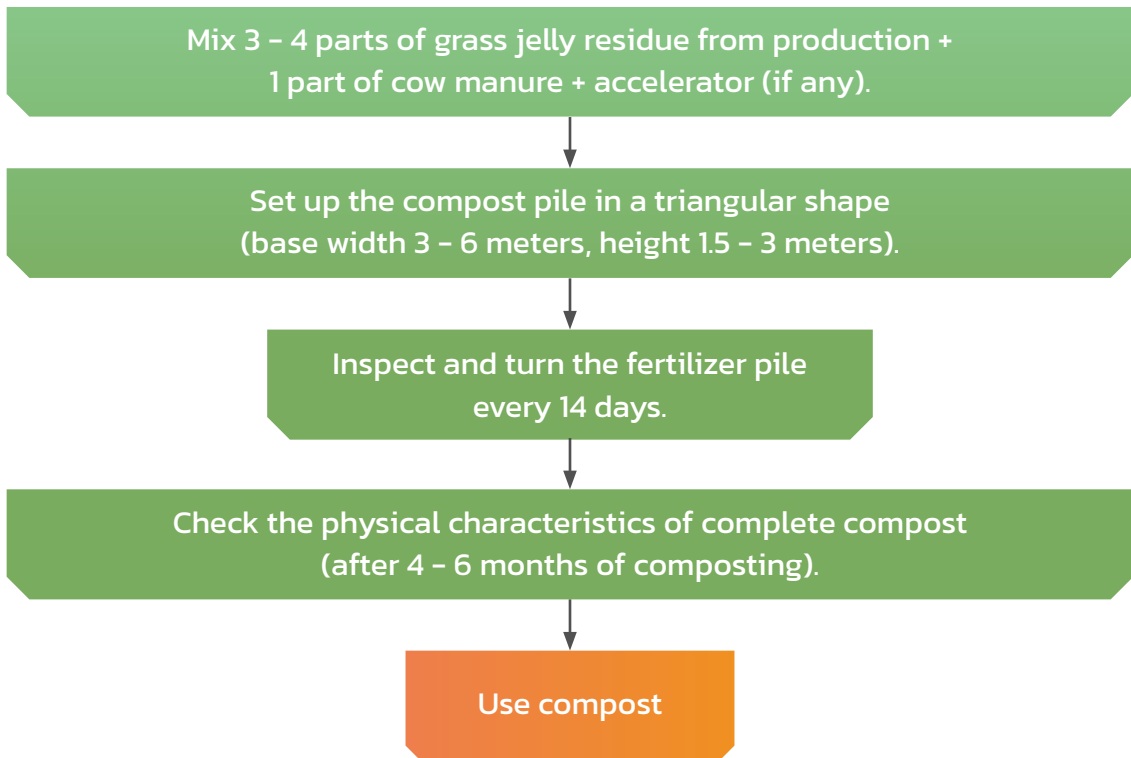 Mix 3 - 4 parts of grass jelly residue from production +
1 part of cow manure + accelerator (if any).
Set up the compost pile in a triangular shape
(base width 3 - 6 meters, height 1.5 - 3 meters).
Inspect and turn the fertilizer pile
every 14 days.
Check the physical characteristics of complete compost
(after 4 - 6 months of composting).
Use compost